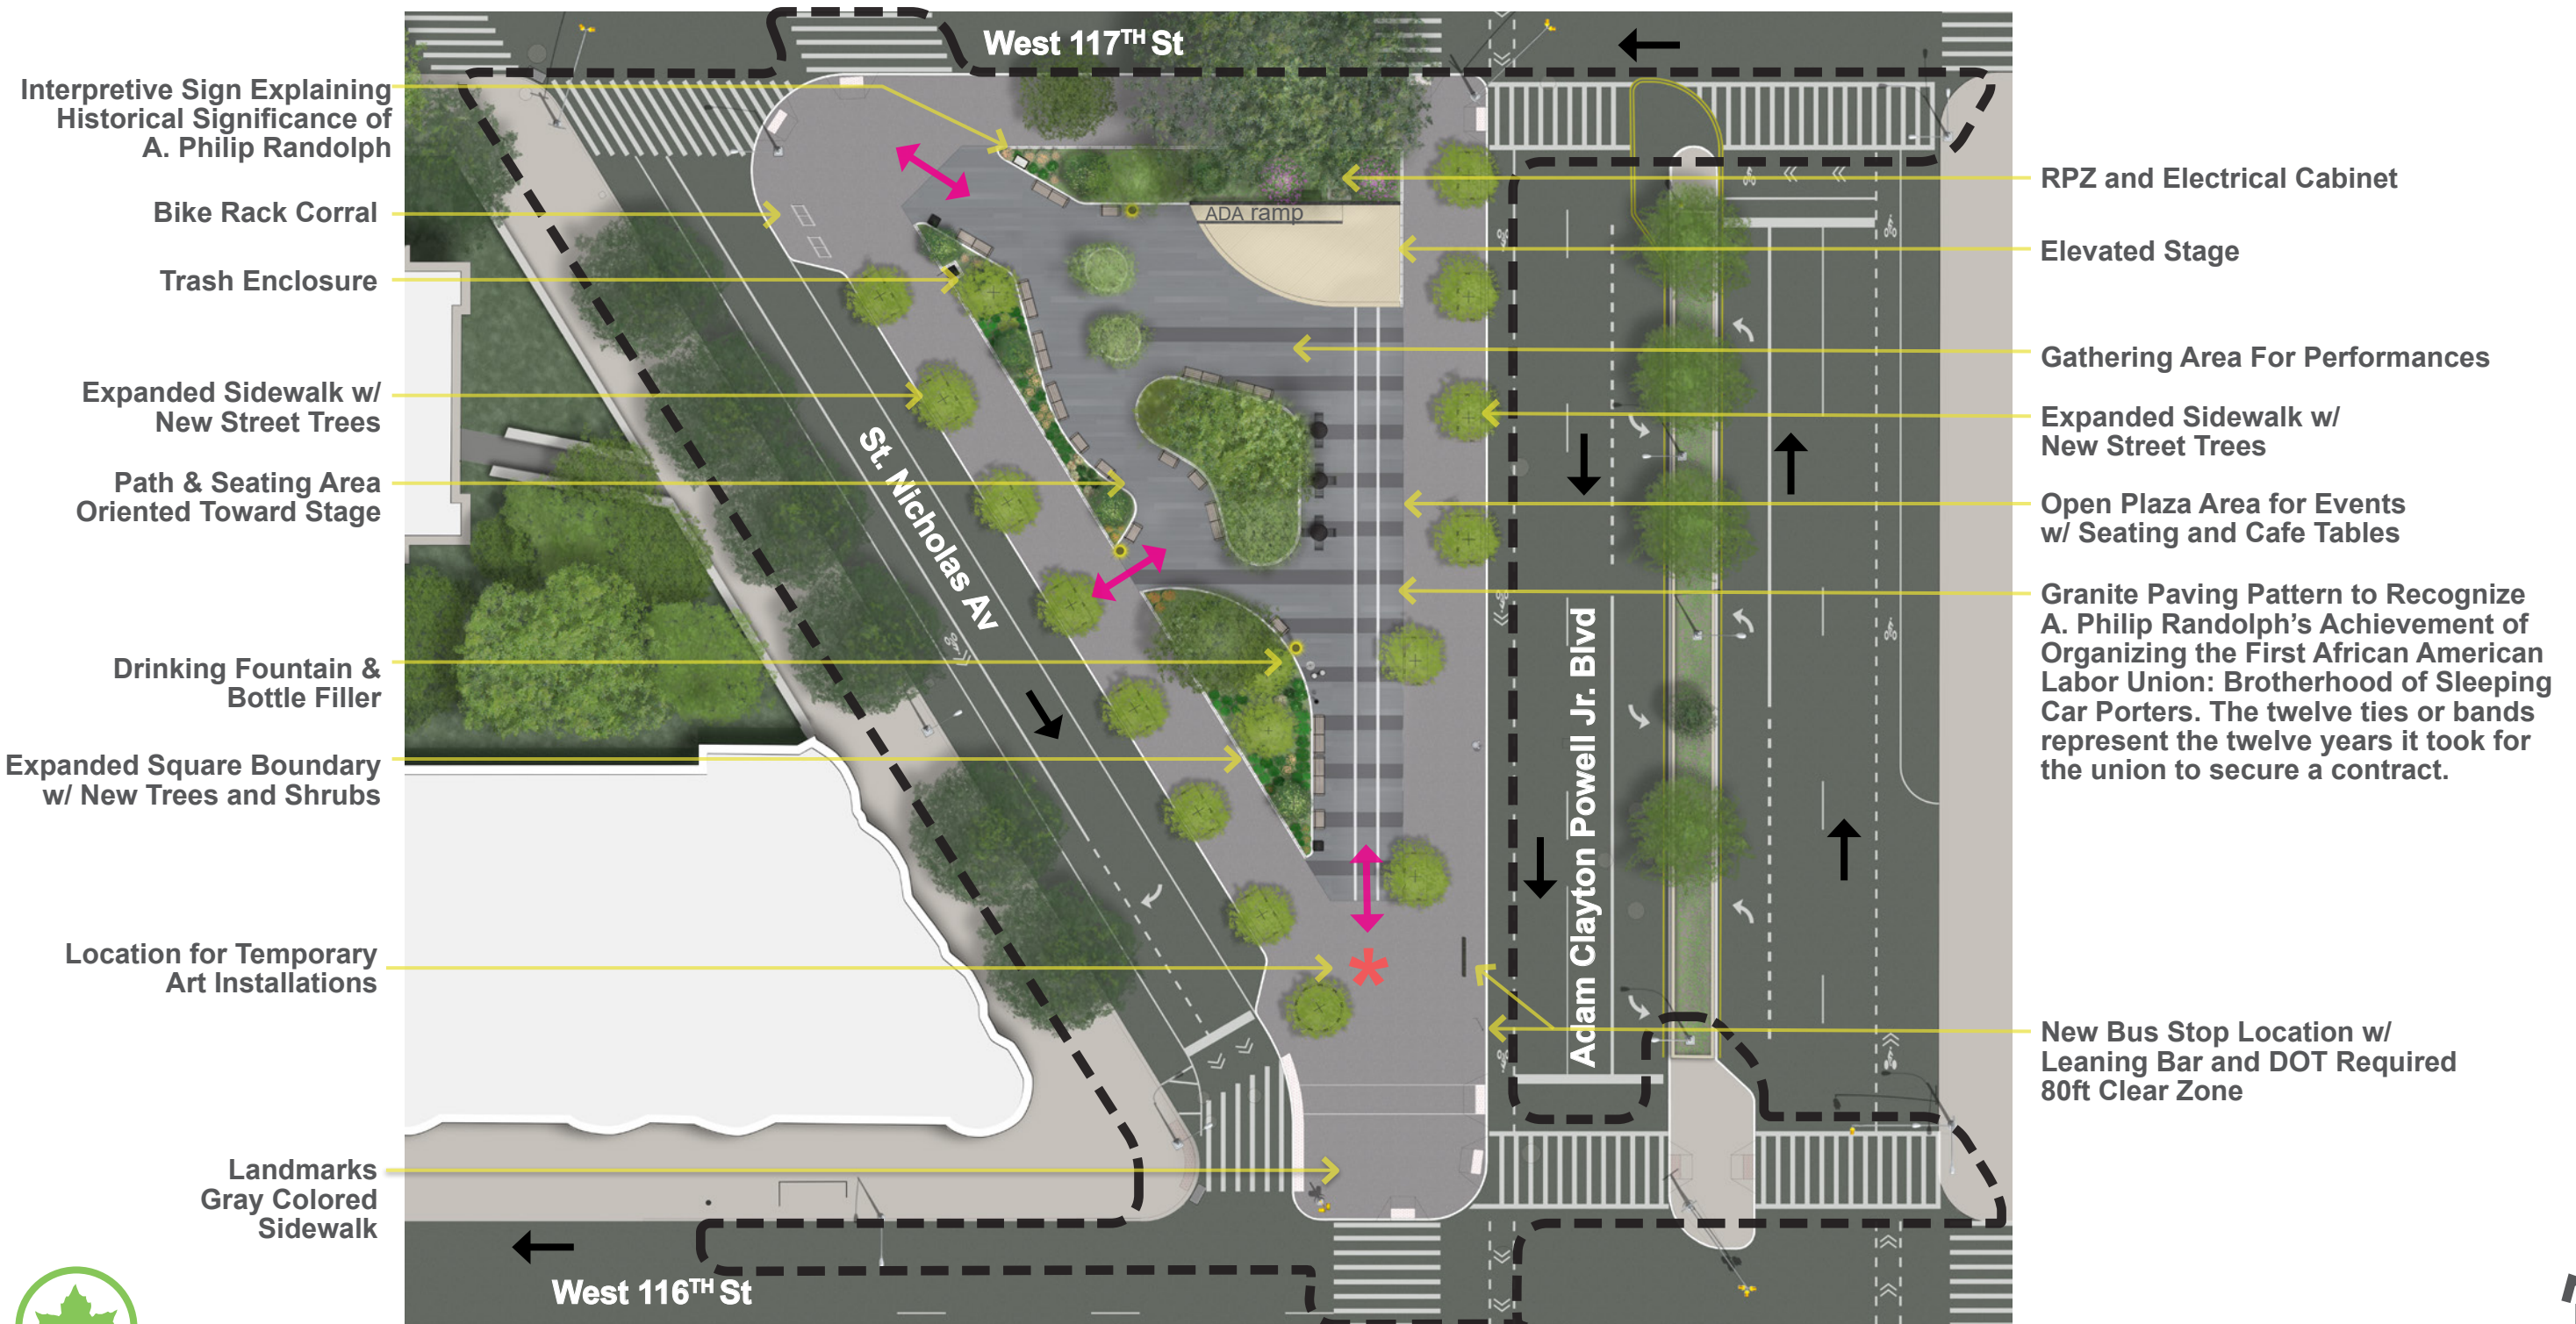 West 117TH St
Interpretive Sign Explaining
Historical Significance of
A. Philip Randolph
Bike Rack Corral
Trash Enclosure
Expanded Sidewalk w/
New Street Trees
Path & Seating Area
Oriented Toward Stage
Drinking Fountain &
Bottle Filler
Expanded Square Boundary
w/ New Trees and Shrubs
Location for Temporary
Art Installations
Landmarks
Gray Colored
Sidewalk
ADA ramp
St. Nicholas Av
Adam Clayton Powell Jr. Blvd
West 116TH St
RPZ and Electrical Cabinet
Elevated Stage
Gathering Area For Performances
Expanded Sidewalk w/
New Street Trees
Open Plaza Area for Events
w/ Seating and Cafe Tables
Granite Paving Pattern to Recognize
A. Philip Randolph’s Achievement of
Organizing the First African American
Labor Union: Brotherhood of Sleeping
Car Porters. The twelve ties or bands
represent the twelve years it took for
the union to secure a contract.
New Bus Stop Location w/
Leaning Bar and DOT Required
80ft Clear Zone